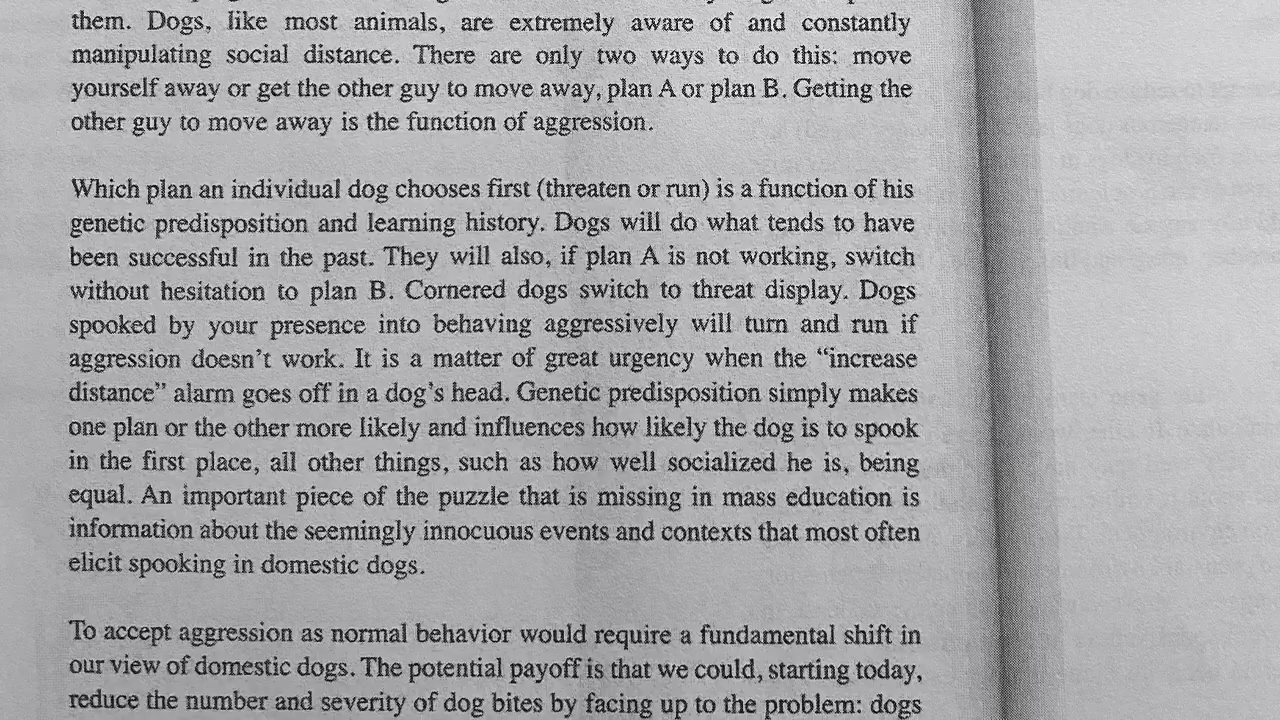 them. Dogs, like most animals, are extremely aware of and constantly
manipulating social distance. There are only two ways to do this: move
yourself away or get the other guy to move away, plan A or plan B. Getting the
other guy to move away is the function of aggression.
Which plan an individual dog chooses first (threaten or run) is a function of his
genetic predisposition and learning history. Dogs will do what tends to have
been successful in the past. They will also, if plan A is not working, switch
without hesitation to plan B. Cornered dogs switch to threat display. Dogs
spooked by your presence into behaving aggressively will turn and run if
aggression doesn't work. It is a matter of great urgency when the “increase
distance” alarm goes off in a dog's head. Genetic predisposition simply makes
one plan or the other more likely and influences how likely the dog is to spook
in the first place, all other things, such as how well socialized he is, being
equal. An important piece of the puzzle that is missing in mass education is
information about the seemingly innocuous events and contexts that most often
elicit spooking in domestic dogs.
To accept aggression as normal behavior would require a fundamental shift in
our view of domestic dogs. The potential payoff is that we could, starting today,
reduce the number and severity of dog bites by facing up to the problem: dogs